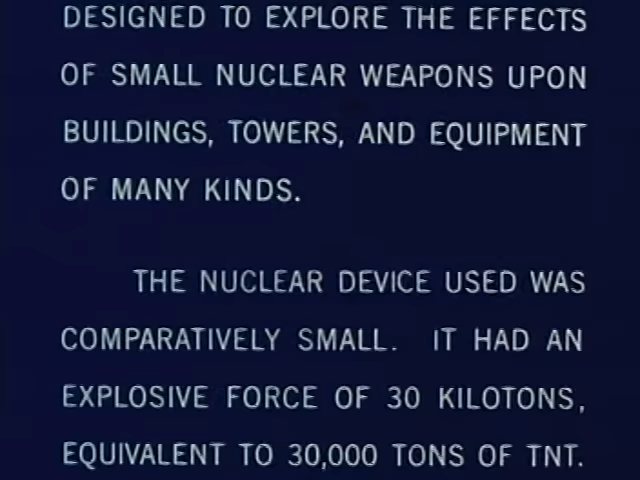 DESIGNED TO EXPLORE THE EFFECTS
OF SMALL NUCLEAR WEAPONS UPON
BUILDINGS, TOWERS, AND EQUIPMENT
OF MANY KINDS.
THE NUCLEAR DEVICE USED WAS
COMPARATIVELY SMALL. IT HAD AN
EXPLOSIVE FORCE OF 30 KILOTONS,
EQUIVALENT TO 30,000 TONS OF TNT.